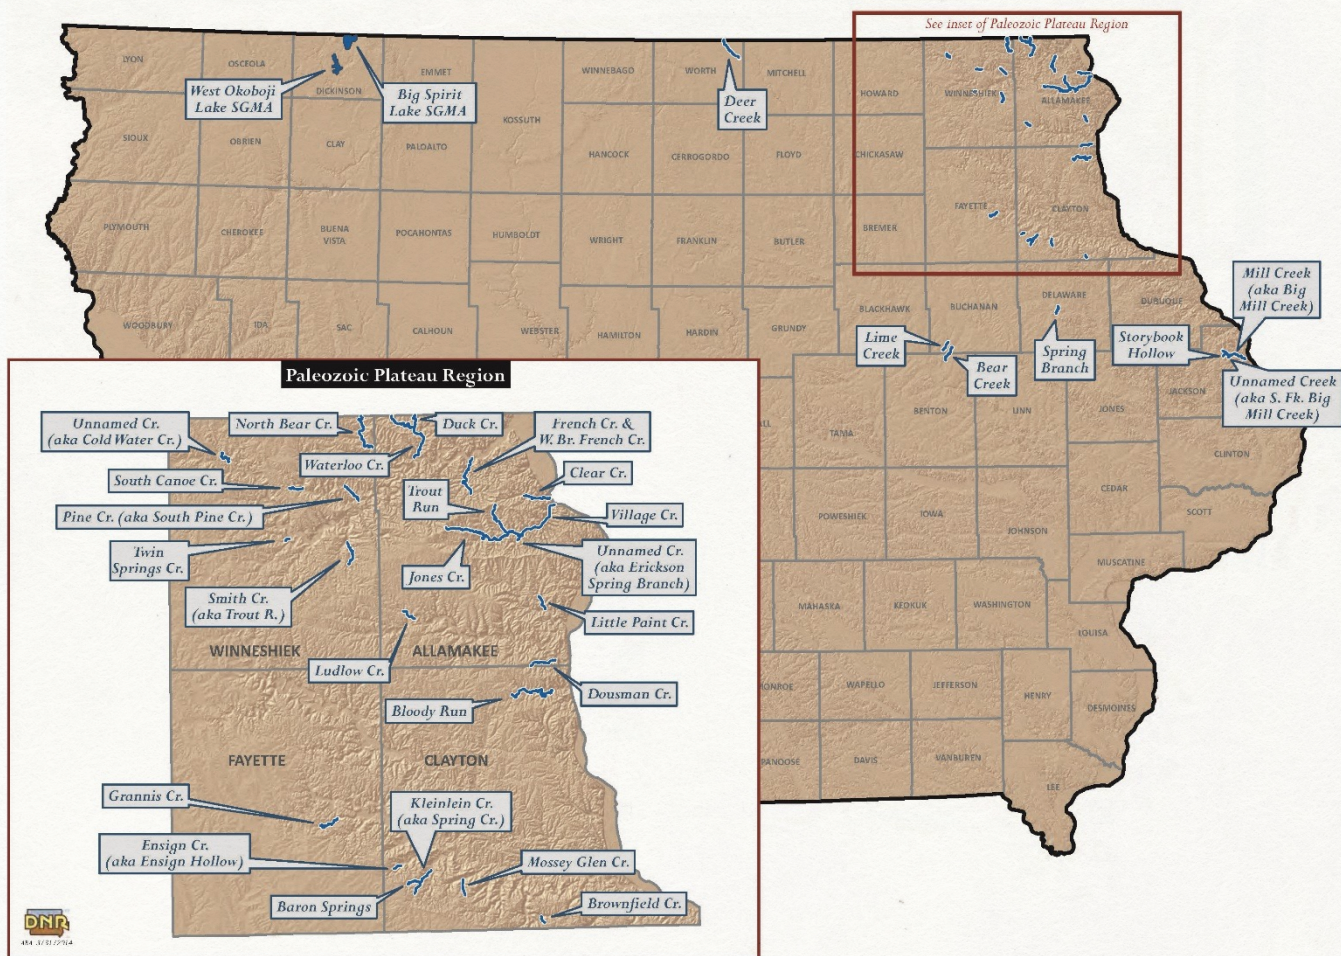 See inset of Paleozoic Plateau Region
LYON
OSCEOLA
DICKINSON
EMMET
WINNEBAGO
WORTH
MITCHELL
HOWARD
WINNESHIEK
ALLAMAKEE
West Okoboji
Lake SGMA
Big Spirit
Lake SGMA
Deer
Creek
SIOUX
OBRIEN
CLAY
PALOALTO
KOSSUTH
HANCOCK
CERROGORDO
FLOYD
CHICKASAW
PLYMOUTH
CHEROKEE
BUENA
VISTA
POCAHONTAS
HUMBOLDT
WRIGHT
FRANKLIN
BUTLER
BREMER
FAYETTE
CLAYTON
WOODBURY
IDA
SAC
CALHOUN
WEBSTER
HAMILTON
HARDIN
GRUNDY
BLACKHAWK
BUCHANAN
DELAWARE
DUBUQUE
Mill Creek
(aka Big
Mill Creek)
Lime
Creek
Bear
Creek
Spring
Branch
Storybook
Hollow
Unnamed Creek
(aka S. Fk. Big
Mill Creek)
TAMA
BENTON
LINN
JONES
JACKSON
CLINTON
POWESHIEK
IOWA
JOHNSON
CEDAR
SCOTT
MUSCATINE
MAHASKA
KEOKUK
WASHINGTON
LOUISA
WAPELLO
JEFFERSON
HENRY
DESMOINES
DAVIS
VANBUREN
LEE
Paleozoic Plateau Region
Unnamed Cr.
(aka Cold Water Cr.)
North Bear Cr.
Duck Cr.
French Cr. &
W. Br. French Cr.
Waterloo Cr.
South Canoe Cr.
Clear Cr.
Trout
Run
Pine Cr. (aka South Pine Cr.)
Village Cr.
Twin
Springs Cr.
Jones Cr.
Unnamed Cr.
(aka Erickson
Spring Branch)
Smith Cr.
(aka Trout R.)
Little Paint Cr.
WINNESHIEK
ALLAMAKEE
Ludlow Cr.
Dousman Cr.
Bloody Run
FAYETTE
CLAYTON
Grannis Cr.
Kleinlein Cr.
(aka Spring Cr.)
Ensign Cr.
(aka Ensign Hollow)
Mossey Glen Cr.
Baron Springs
Brownfield Cr.
DNR